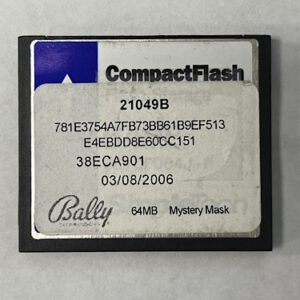 CompactFlash
21049B
781E3754A7FB73BB61B9EF513
E4EBDD8E60CC151
38ECA901
03/08/2006
Bally 64MB Mystery Mask